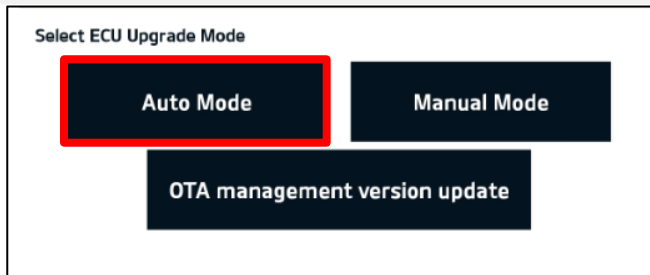 Select ECU Upgrade Mode
Auto Mode
Manual Mode
OTA management version update